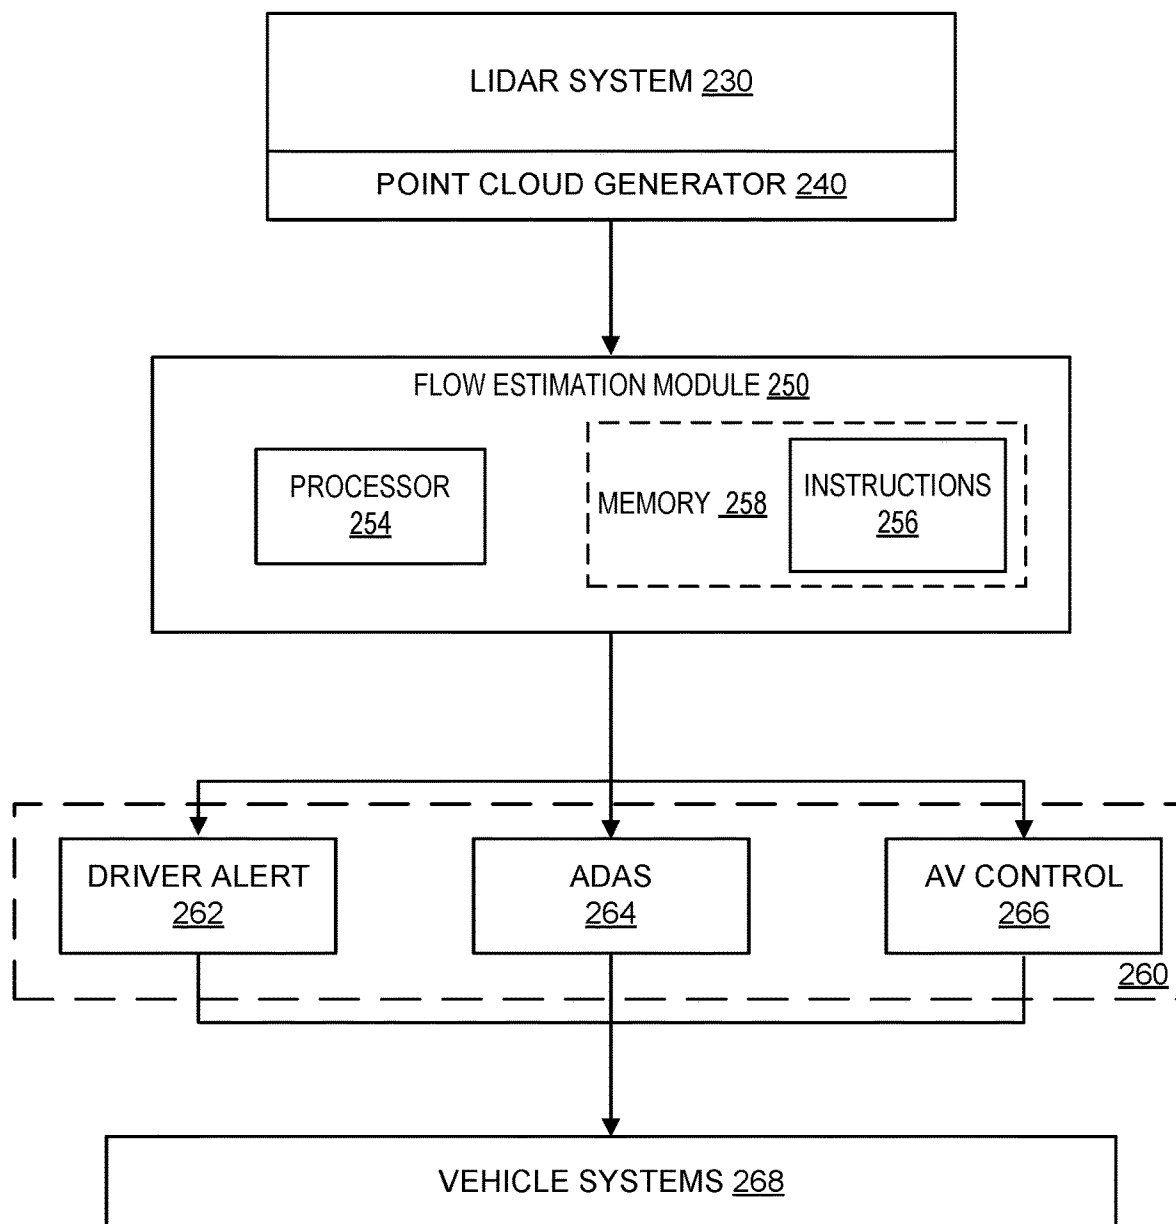 LIDAR SYSTEM 230
POINT CLOUD GENERATOR 240
FLOW ESTIMATION MODULE 250
PROCESSOR
254
MEMORY 258
INSTRUCTIONS
256
DRIVER ALERT
262
ADAS
264
AV CONTROL
266
260
VEHICLE SYSTEMS 268